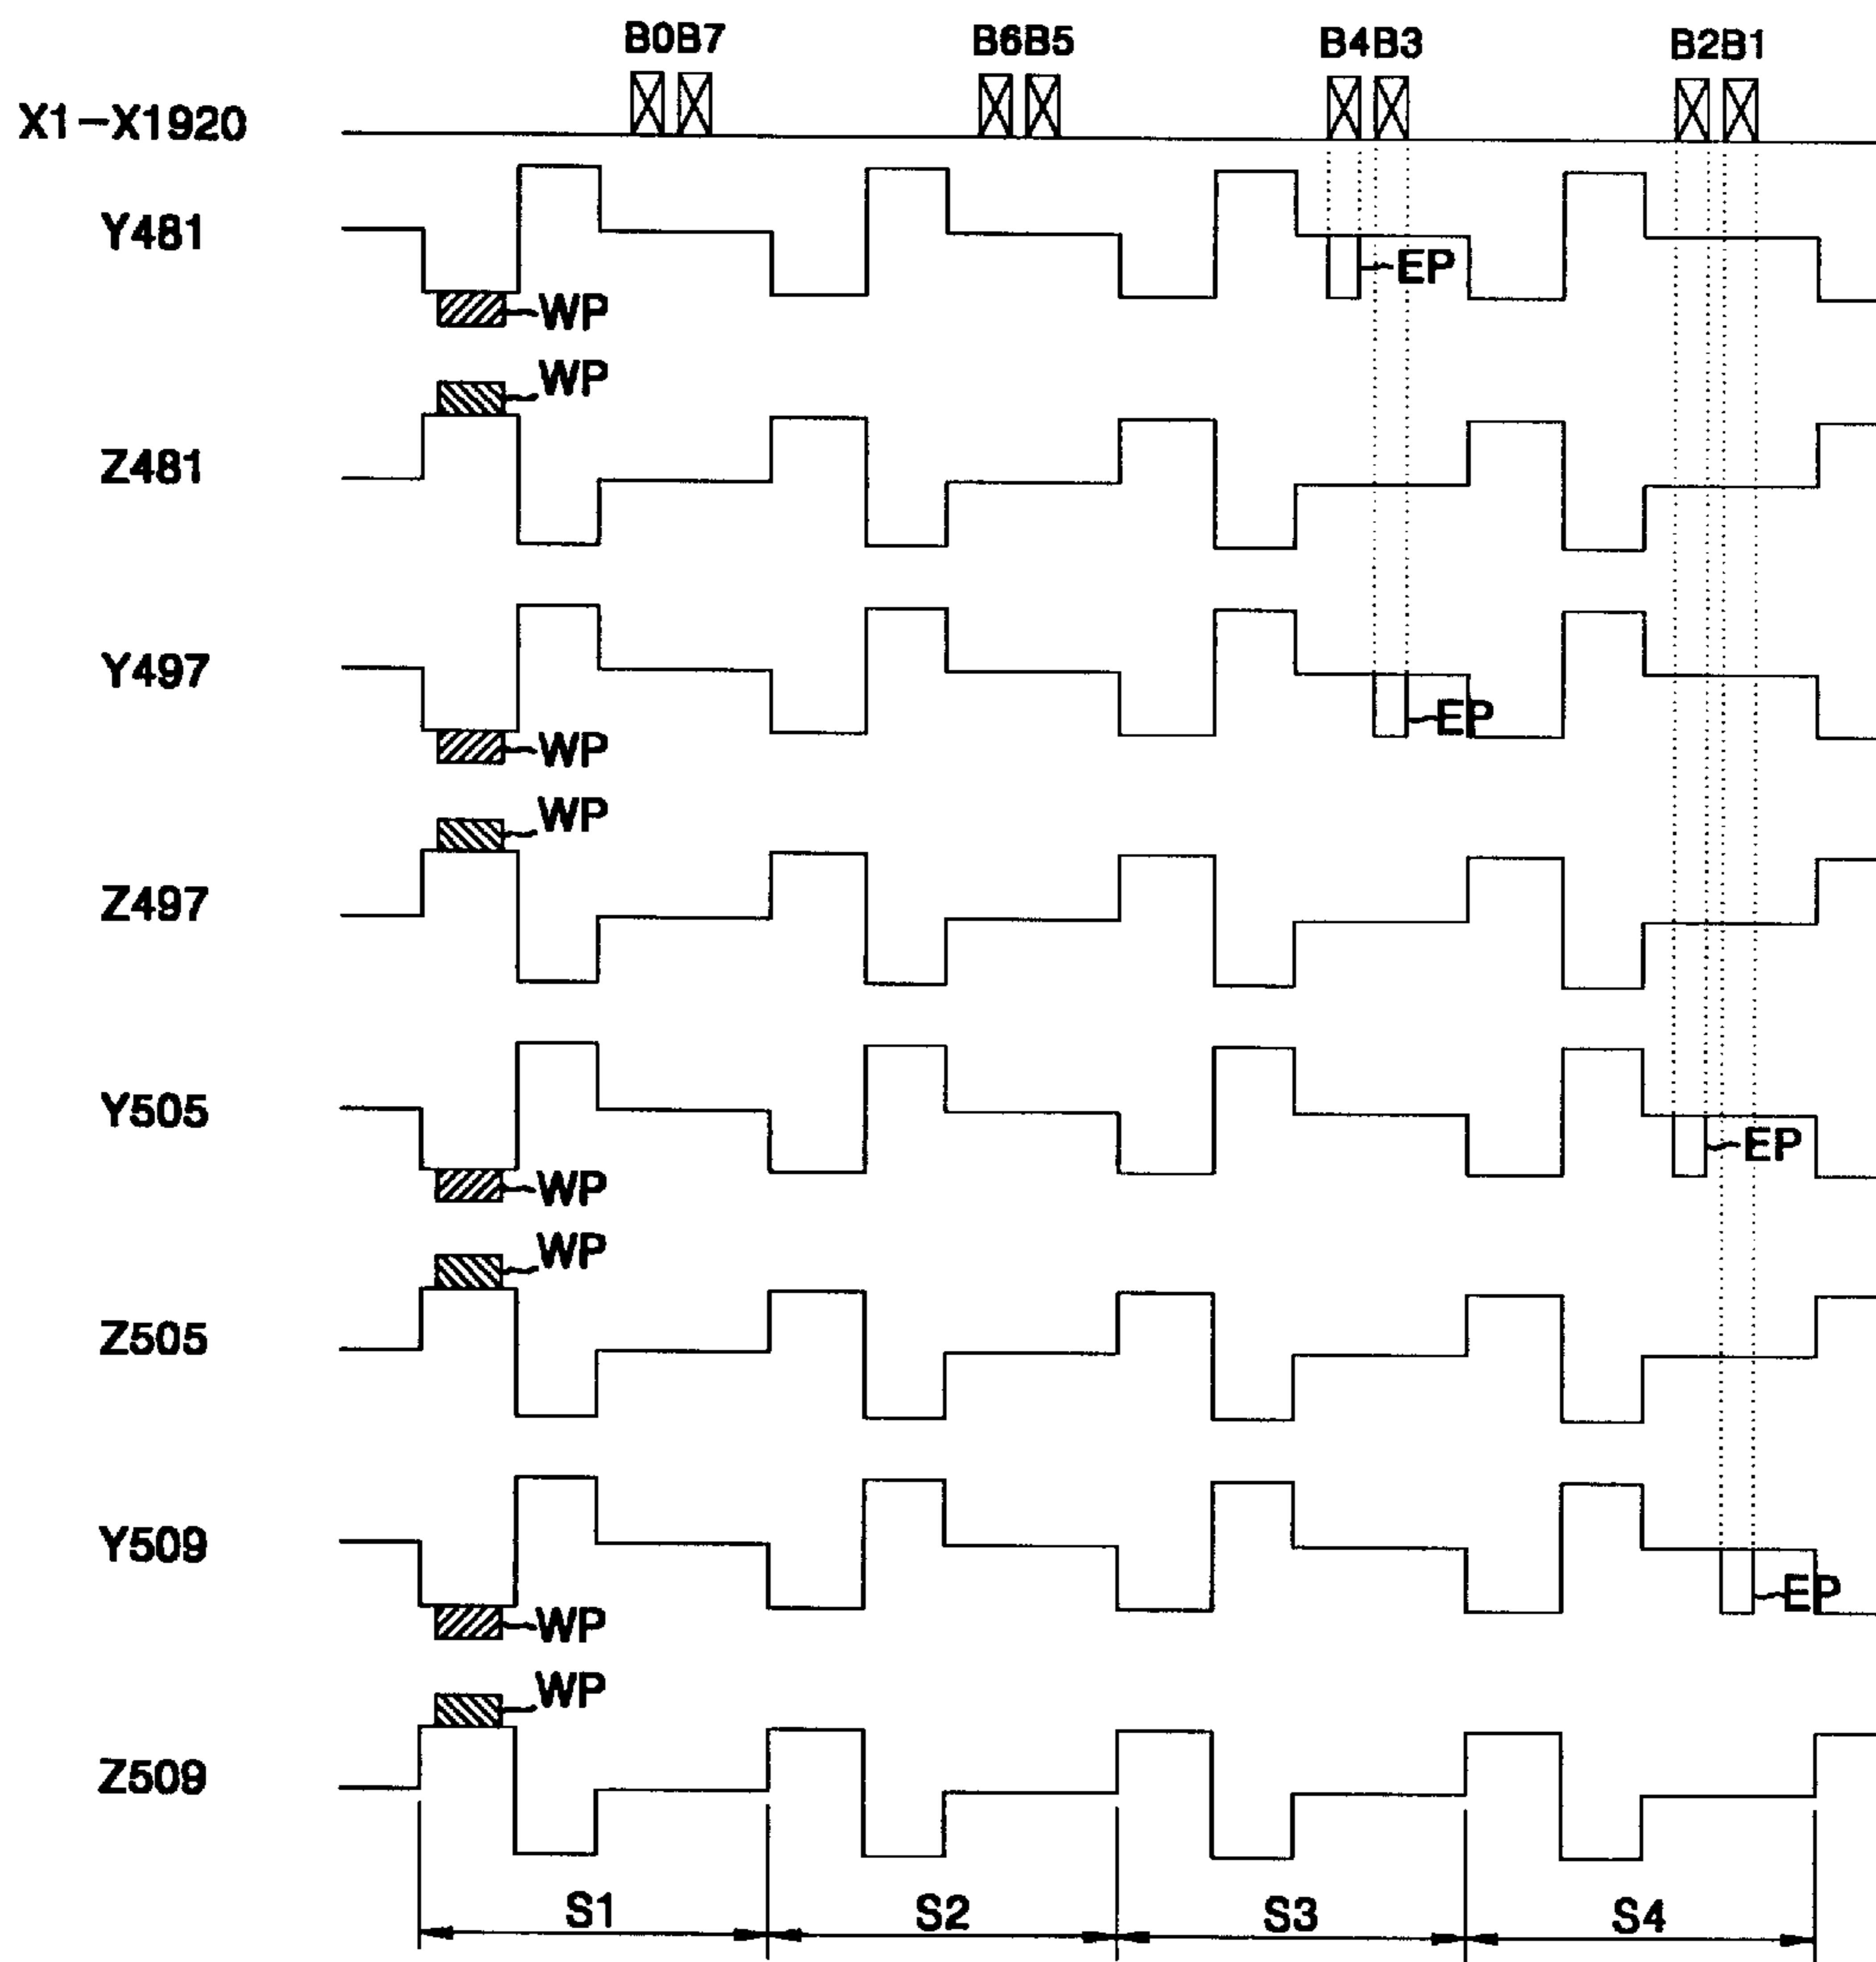 B0B7 B6B5 B4B3 B2B1
X1-X1920
Y481
EP
WP
WP
Z481
Y497
EP
WP
WP
Z497
Y505
EP
WP
WP
Z505
Y509
EP
WP
WP
Z509
S1 S2 S3 S4